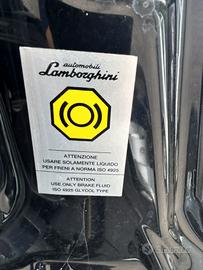 automobili
Lamborghini
ATTENZIONE
USARE SOLAMENTE LIQUIDO
PER FRENI A NORMA ISO 4925
ATTENTION
USE ONLY BRAKE FLUID
ISO 4925 GLYCOL TYPE